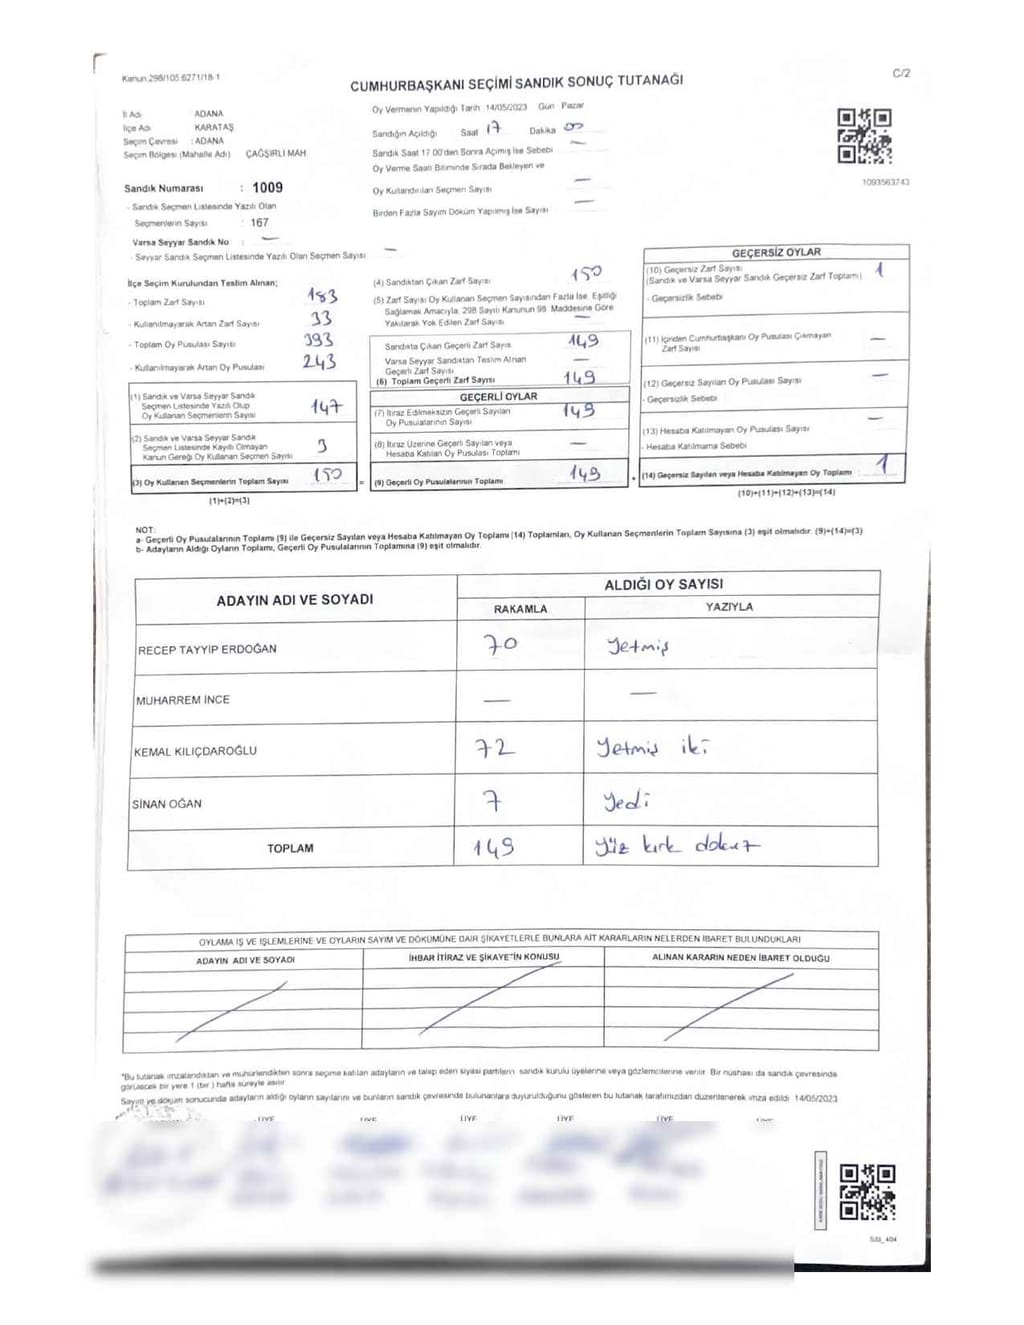 Kanun.298/105.6271/18-1
C/2
CUMHURBAŞKANI SEÇİMİ SANDIK SONUÇ TUTANAĞI
İl Adı ADANA
İlçe Adı KARATAŞ
Seçim Çevresi : ADANA
Seçim Bölgesi (Mahalle Adı) ÇAĞŞIRLI MAH
Sandık Numarası : 1009
- Sandık Seçmen Listesinde Yazılı Olan
Seçmenlerin Sayısı : 167
Varsa Seyyar Sandık No : —
- Seyyar Sandık Seçmen Listesinde Yazılı Olan Seçmen Sayısı —
Oy Vermenin Yapıldığı Tarih 14/05/2023 Gün Pazar
Sandığın Açıldığı Saat 17 Dakika 00
Sandık Saat 17 00'den Sonra Açımış İse Sebebi —
Oy Verme Saati Bitiminde Sırada Bekleyen ve
Oy Kullandırılan Seçmen Sayısı —
Birden Fazla Sayım Döküm Yapılmış İse Sayısı —
1093563743
İlçe Seçim Kurulundan Teslim Alınan;
- Toplam Zarf Sayısı 183
- Kullanılmayarak Artan Zarf Sayısı 33
- Toplam Oy Pusulası Sayısı 393
- Kullanılmayarak Artan Oy Pusulası 243
(1) Sandık ve Varsa Seyyar Sandık
Seçmen Listesinde Yazılı Olup
Oy Kullanan Seçmenlerin Sayısı 147
(2) Sandık ve Varsa Seyyar Sandık
Seçmen Listesinde Kayıtlı Olmayan
Kanun Gereği Oy Kullanan Seçmen Sayısı 3
(3) Oy Kullanan Seçmenlerin Toplam Sayısı 150
(1)+(2)=(3)
(4) Sandıktan Çıkan Zarf Sayısı 150
(5) Zarf Sayısı Oy Kullanan Seçmen Sayısından Fazla İse, Eşitliği
Sağlamak Amacıyla, 298 Sayılı Kanunun 98. Maddesine Göre
Yakılarak Yok Edilen Zarf Sayısı —
Sandıkta Çıkan Geçerli Zarf Sayısı 149
Varsa Seyyar Sandıktan Teslim Alınan
Geçerli Zarf Sayısı —
(6) Toplam Geçerli Zarf Sayısı 149
GEÇERLİ OYLAR
(7) İtiraz Edilmeksizin Geçerli Sayılan
Oy Pusulalarının Sayısı 149
(8) İtiraz Üzerine Geçerli Sayılan veya
Hesaba Katılan Oy Pusulası Toplamı —
= (9) Geçerli Oy Pusulalarının Toplamı 149 +
GEÇERSİZ OYLAR
(10) Geçersiz Zarf Sayısı 1
(Sandık ve Varsa Seyyar Sandık Geçersiz Zarf Toplamı)
- Geçersizlik Sebebi
(11) İçinden Cumhurbaşkanı Oy Pusulası Çıkmayan
Zarf Sayısı —
(12) Geçersiz Sayılan Oy Pusulası Sayısı —
- Geçersizlik Sebebi
(13) Hesaba Katılmayan Oy Pusulası Sayısı —
- Hesaba Katılmama Sebebi
(14) Geçersiz Sayılan veya Hesaba Katılmayan Oy Toplamı 1
(10)+(11)+(12)+(13)=(14)
NOT:
a- Geçerli Oy Pusulalarının Toplamı (9) ile Geçersiz Sayılan veya Hesaba Katılmayan Oy Toplamı (14) Toplamları, Oy Kullanan Seçmenlerin Toplam Sayısına (3) eşit olmalıdır. (9)+(14)=(3)
b- Adayların Aldığı Oyların Toplamı, Geçerli Oy Pusulalarının Toplamına (9) eşit olmalıdır.
ADAYIN ADI VE SOYADI
ALDIĞI OY SAYISI
RAKAMLA YAZIYLA
RECEP TAYYİP ERDOĞAN 70 yetmiş
MUHARREM İNCE — —
KEMAL KILIÇDAROĞLU 72 yetmiş iki
SİNAN OĞAN 7 yedi
TOPLAM 149 yüz kırk dokuz
OYLAMA İŞ VE İŞLEMLERİNE VE OYLARIN SAYIM VE DÖKÜMÜNE DAİR ŞİKAYETLERLE BUNLARA AİT KARARLARIN NELERDEN İBARET BULUNDUKLARI
ADAYIN ADI VE SOYADI İHBAR İTİRAZ VE ŞİKAYETİN KONUSU ALINAN KARARIN NEDEN İBARET OLDUĞU
*Bu tutanak imzalandıktan ve mühürlendikten sonra seçime katılan adayların ve talep eden siyasi partilerin sandık kurulu üyelerine veya gözlemcilerine verilir. Bir nüshası da sandık çevresinde
görülecek bir yere 1 (bir ) hafta süreyle asılır.
Sayım ve döküm sonucunda adayların aldığı oyların sayılarını ve bunların sandık çevresinde bulunanlara duyurulduğunu gösteren bu tutanak tarafımızdan düzenlenerek imza edildi 14/05/2023
ÜYE ÜYE ÜYE ÜYE ÜYE ÜYE